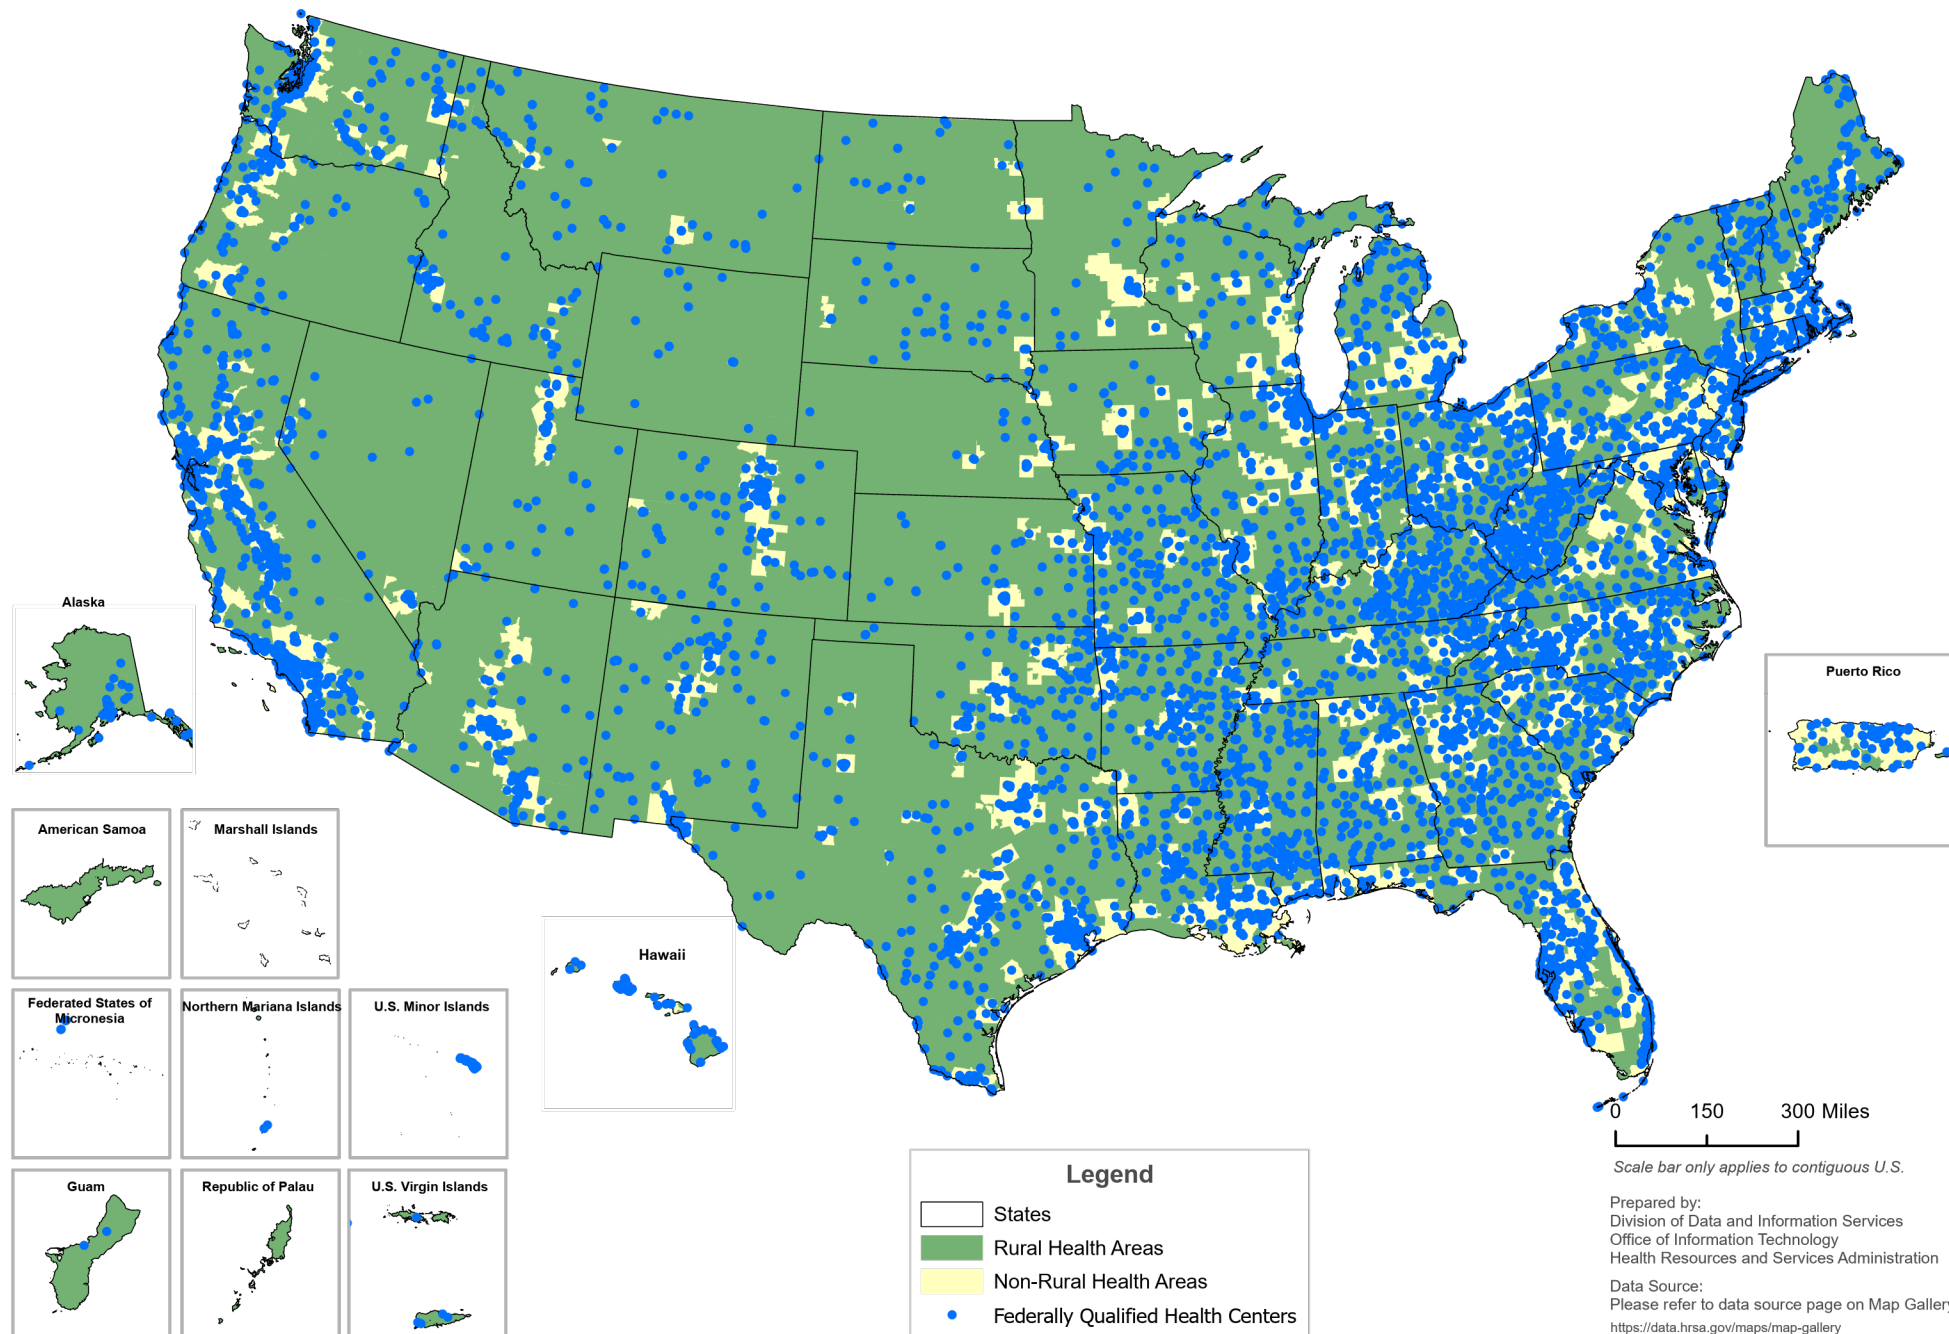 Alaska
Puerto Rico
American Samoa
Marshall Islands
Hawaii
Federated States of
Micronesia
Northern Mariana Islands
U.S. Minor Islands
0 150 300 Miles
Scale bar only applies to contiguous U.S.
Guam
Republic of Palau
U.S. Virgin Islands
Legend
States
Rural Health Areas
Non-Rural Health Areas
Federally Qualified Health Centers
Prepared by:
Division of Data and Information Services
Office of Information Technology
Health Resources and Services Administration
Data Source:
Please refer to data source page on Map Gallery
https://data.hrsa.gov/maps/map-gallery